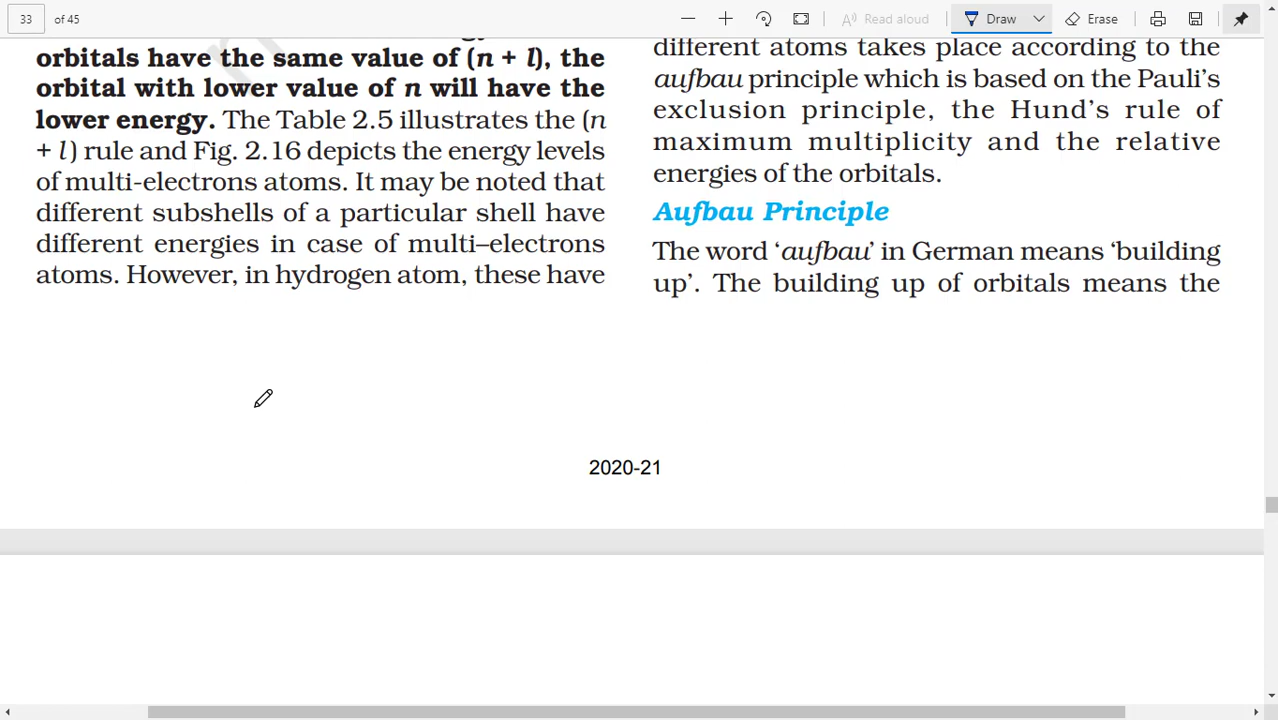 33 of 45 Read aloud Draw Erase
orbitals have the same value of (n + l), the
orbital with lower value of n will have the
lower energy. The Table 2.5 illustrates the (n
+ l) rule and Fig. 2.16 depicts the energy levels
of multi-electrons atoms. It may be noted that
different subshells of a particular shell have
different energies in case of multi–electrons
atoms. However, in hydrogen atom, these have
different atoms takes place according to the
aufbau principle which is based on the Pauli’s
exclusion principle, the Hund’s rule of
maximum multiplicity and the relative
energies of the orbitals.
Aufbau Principle
The word ‘aufbau’ in German means ‘building
up’. The building up of orbitals means the
2020-21